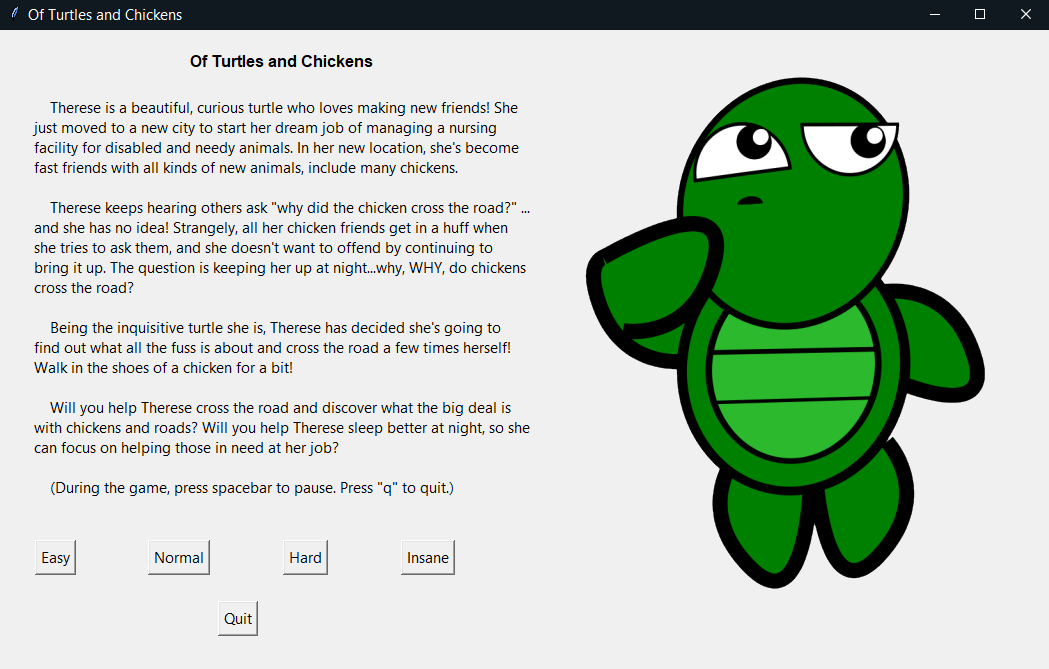 Of Turtles and Chickens
Of Turtles and Chickens
Therese is a beautiful, curious turtle who loves making new friends! She
just moved to a new city to start her dream job of managing a nursing
facility for disabled and needy animals. In her new location, she's become
fast friends with all kinds of new animals, include many chickens.
Therese keeps hearing others ask "why did the chicken cross the road?" ...
and she has no idea! Strangely, all her chicken friends get in a huff when
she tries to ask them, and she doesn't want to offend by continuing to
bring it up. The question is keeping her up at night...why, WHY, do chickens
cross the road?
Being the inquisitive turtle she is, Therese has decided she's going to
find out what all the fuss is about and cross the road a few times herself!
Walk in the shoes of a chicken for a bit!
Will you help Therese cross the road and discover what the big deal is
with chickens and roads? Will you help Therese sleep better at night, so she
can focus on helping those in need at her job?
(During the game, press spacebar to pause. Press "q" to quit.)
Easy Normal Hard Insane
Quit